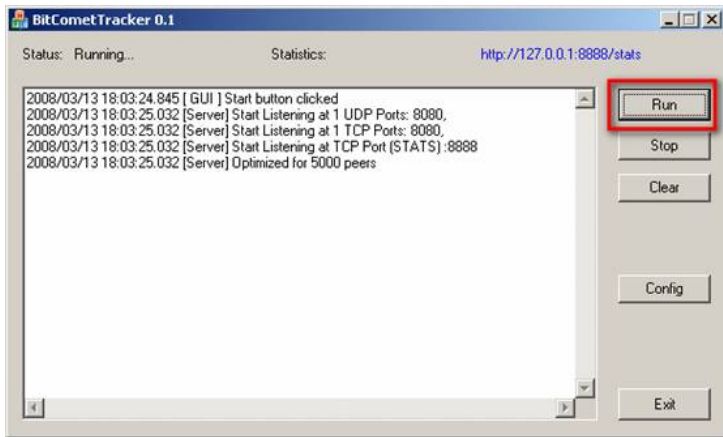 BitCometTracker 0.1
Status: Running... Statistics: http://127.0.0.1:8888/stats
2008/03/13 18:03:24.845 [ GUI ] Start button clicked
2008/03/13 18:03:25.032 [Server] Start Listening at 1 UDP Ports: 8080,
2008/03/13 18:03:25.032 [Server] Start Listening at 1 TCP Ports: 8080,
2008/03/13 18:03:25.032 [Server] Start Listening at TCP Port (STATS) :8888
2008/03/13 18:03:25.032 [Server] Optimized for 5000 peers
Run
Stop
Clear
Config
Exit